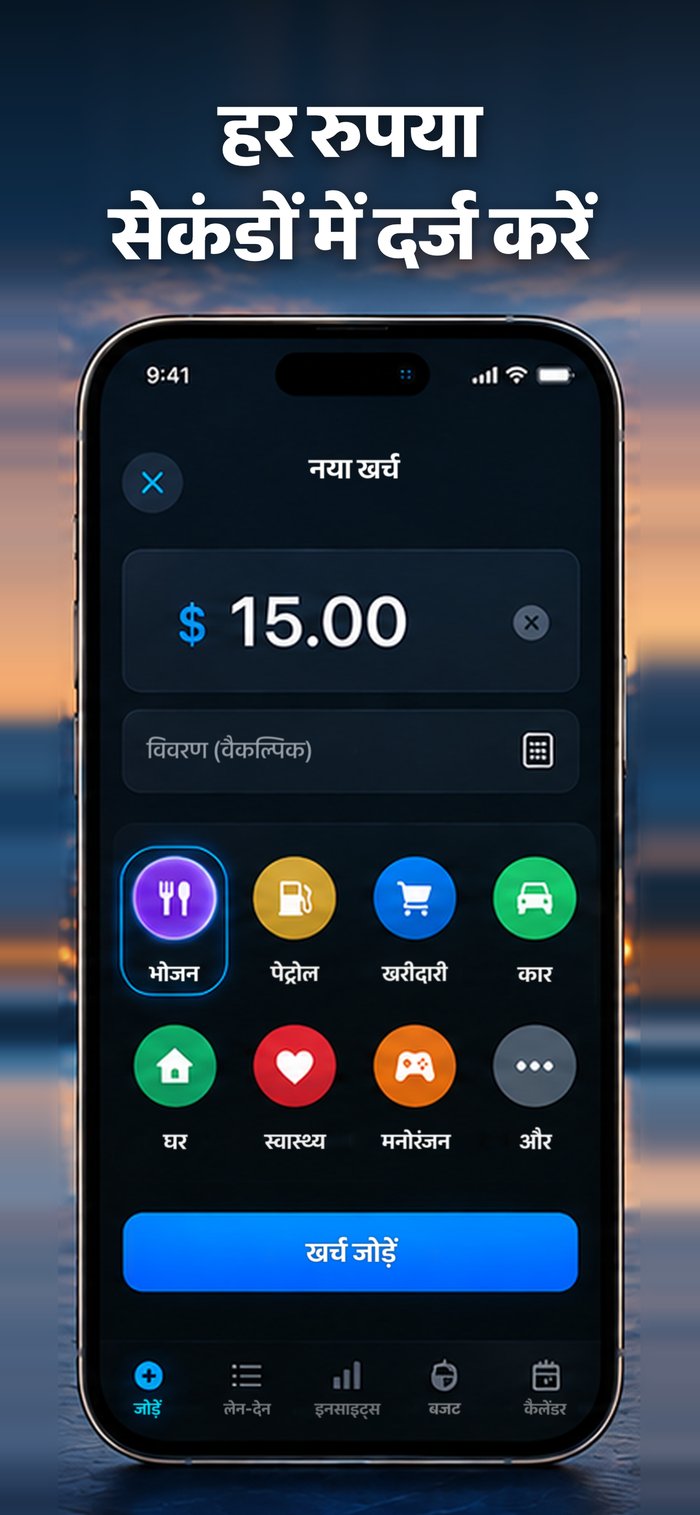 हर रुपया
सेकंडों में दर्ज करें
9:41
नया खर्च
$ 15.00
विवरण (वैकल्पिक)
भोजन पेट्रोल खरीदारी कार
घर स्वास्थ्य मनोरंजन और
खर्च जोड़ें
जोड़ें लेन-देन इनसाइट्स बजट कैलेंडर